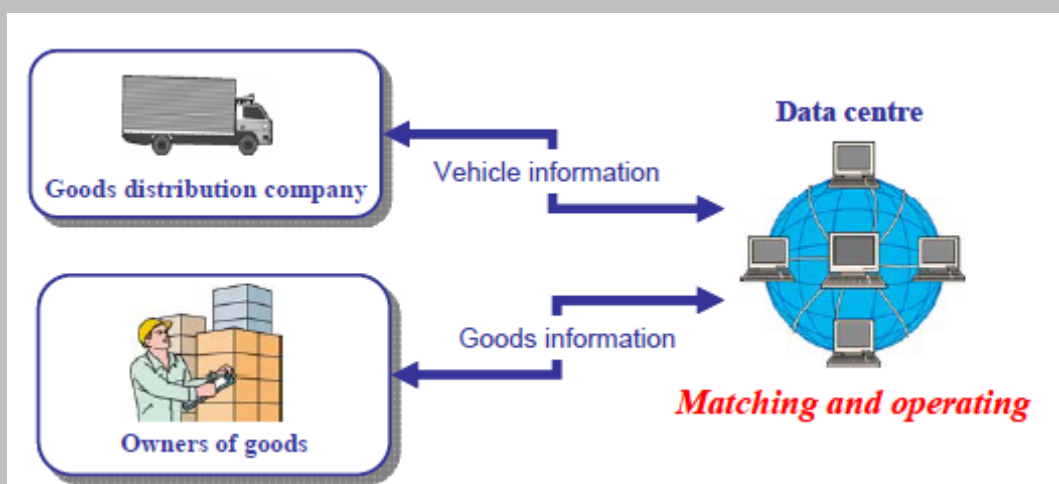 Goods distribution company
Vehicle information
Data centre
Owners of goods
Goods information
Matching and operating